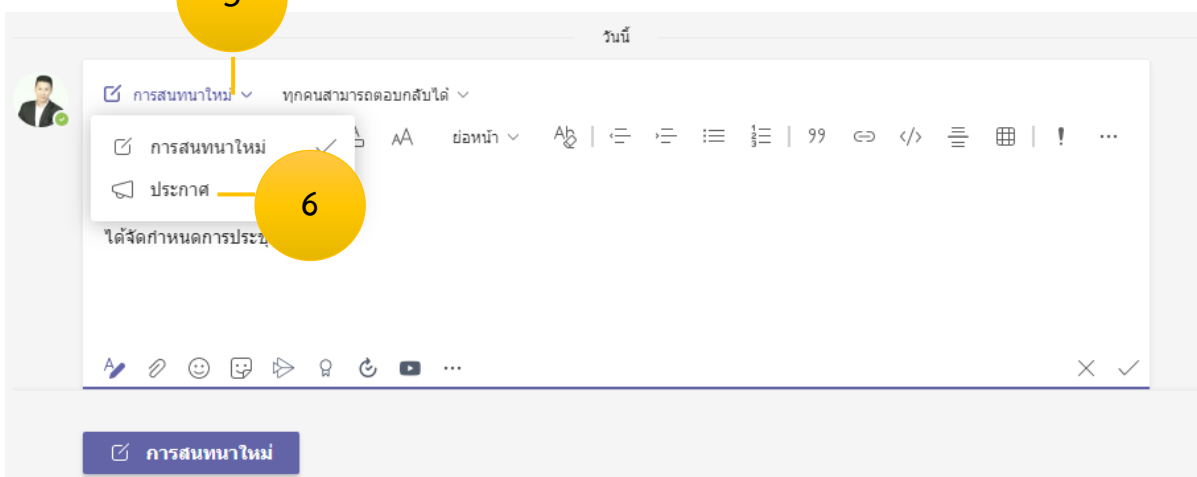 วันนี้
การสนทนาใหม่ ทุกคนสามารถตอบกลับได้
การสนทนาใหม่ ย่อหน้า
ประกาศ
6
ได้จัดกำหนดการประชุ
การสนทนาใหม่